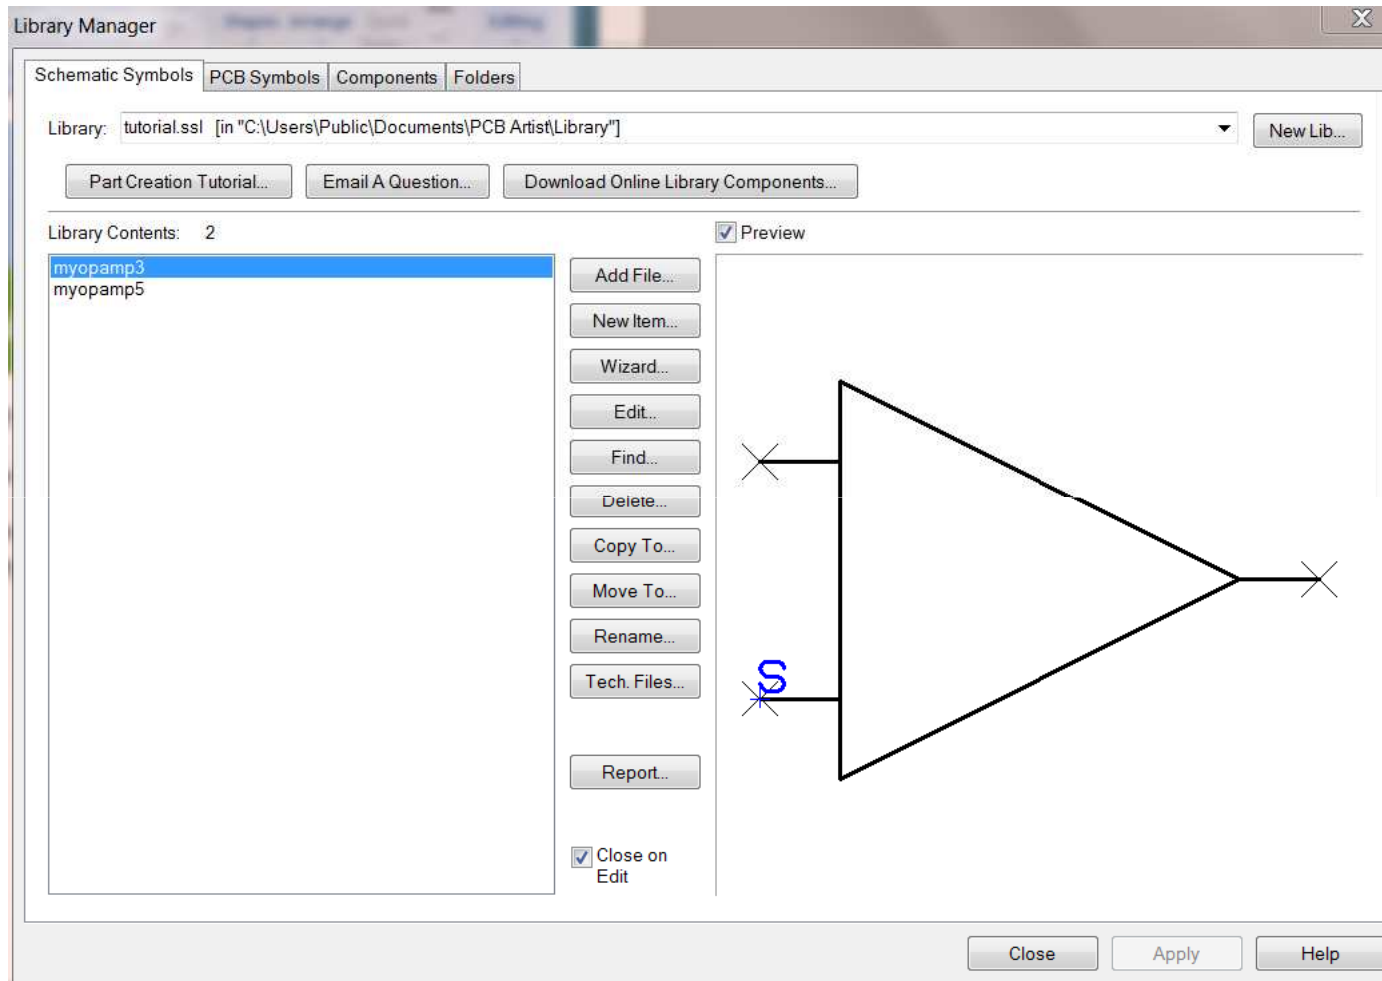 Library Manager
Schematic Symbols PCB Symbols Components Folders
Library: tutorial.ssl [in "C:\Users\Public\Documents\PCB Artist\Library"] New Lib...
Part Creation Tutorial... Email A Question... Download Online Library Components...
Library Contents: 2 Preview
myopamp3
myopamp5
Add File...
New Item...
Wizard...
Edit...
Find...
Delete...
Copy To...
Move To...
Rename...
Tech. Files...
Report...
Close on
Edit
S
Close Apply Help